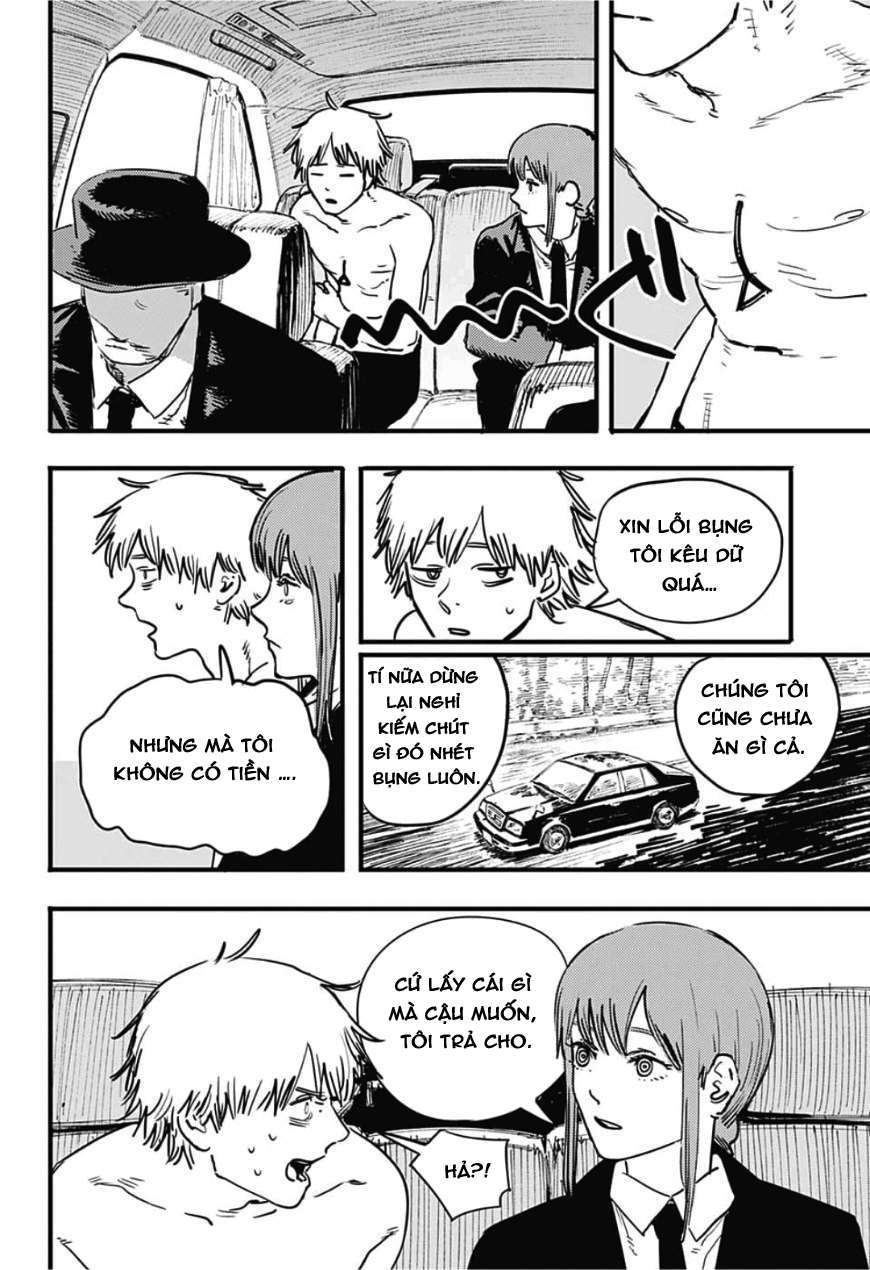 XIN LỖI BỤNG
TÔI KÊU DỮ
QUÁ...
CHÚNG TÔI
CŨNG CHƯA
ĂN GÌ CẢ.
TÍ NỮA DỪNG
LẠI NGHỈ
KIẾM CHÚT
GÌ ĐÓ NHÉT
BỤNG LUÔN.
NHƯNG MÀ TÔI
KHÔNG CÓ TIỀN ....
CỨ LẤY CÁI GÌ
MÀ CẬU MUỐN,
TÔI TRẢ CHO.
HẢ?!